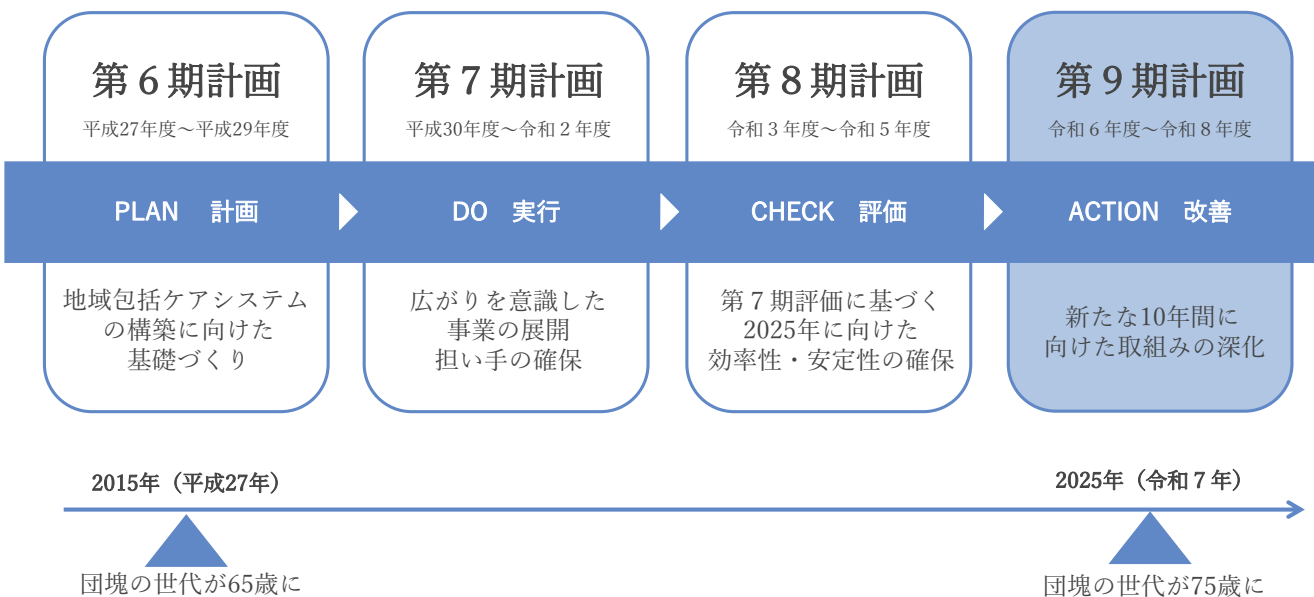 第６期計画
平成27年度～平成29年度
PLAN　計画
地域包括ケアシステム
の構築に向けた
基礎づくり
第７期計画
平成30年度～令和２年度
DO　実行
広がりを意識した
事業の展開
担い手の確保
第８期計画
令和３年度～令和５年度
CHECK　評価
第７期評価に基づく
2025年に向けた
効率性・安定性の確保
第９期計画
令和６年度～令和８年度
ACTION　改善
新たな10年間に
向けた取組みの深化
2015年（平成27年）
団塊の世代が65歳に
2025年（令和７年）
団塊の世代が75歳に